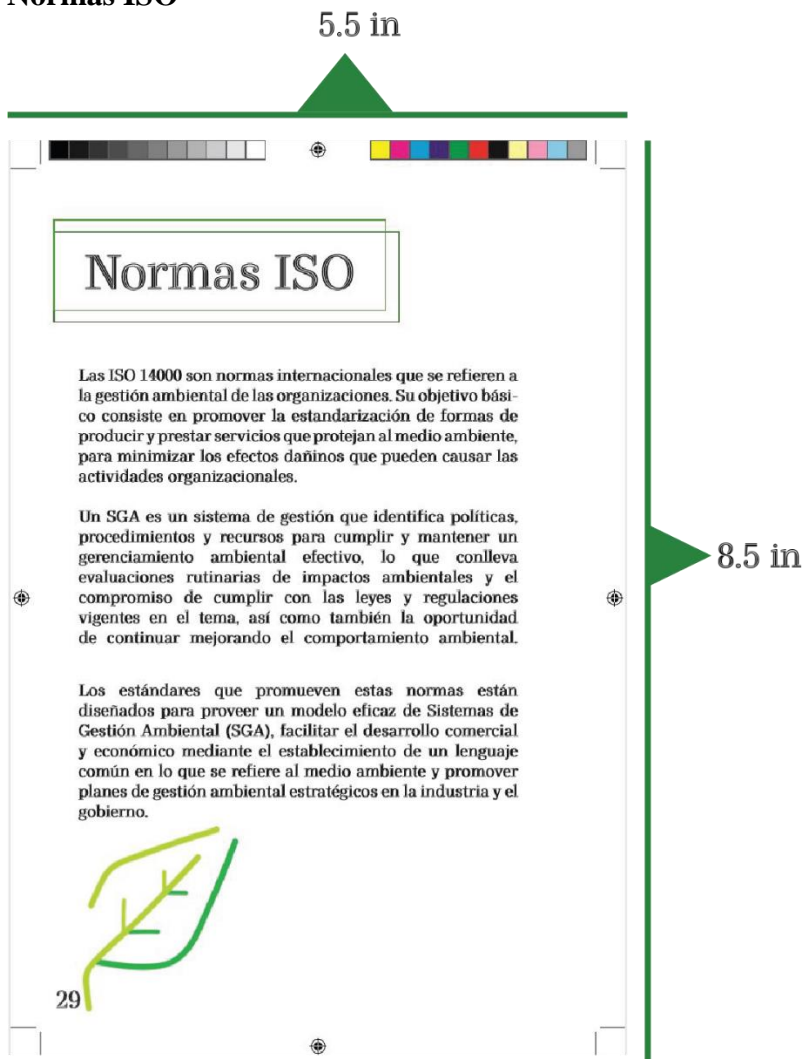 Normas ISO
5.5 in
Normas ISO
Las ISO 14000 son normas internacionales que se refieren a
la gestión ambiental de las organizaciones. Su objetivo bási-
co consiste en promover la estandarización de formas de
producir y prestar servicios que protejan al medio ambiente,
para minimizar los efectos dañinos que pueden causar las
actividades organizacionales.
Un SGA es un sistema de gestión que identifica políticas,
procedimientos y recursos para cumplir y mantener un
gerenciamiento ambiental efectivo, lo que conlleva
evaluaciones rutinarias de impactos ambientales y el
compromiso de cumplir con las leyes y regulaciones
vigentes en el tema, así como también la oportunidad
de continuar mejorando el comportamiento ambiental.
8.5 in
Los estándares que promueven estas normas están
diseñados para proveer un modelo eficaz de Sistemas de
Gestión Ambiental (SGA), facilitar el desarrollo comercial
y económico mediante el establecimiento de un lenguaje
común en lo que se refiere al medio ambiente y promover
planes de gestión ambiental estratégicos en la industria y el
gobierno.
29